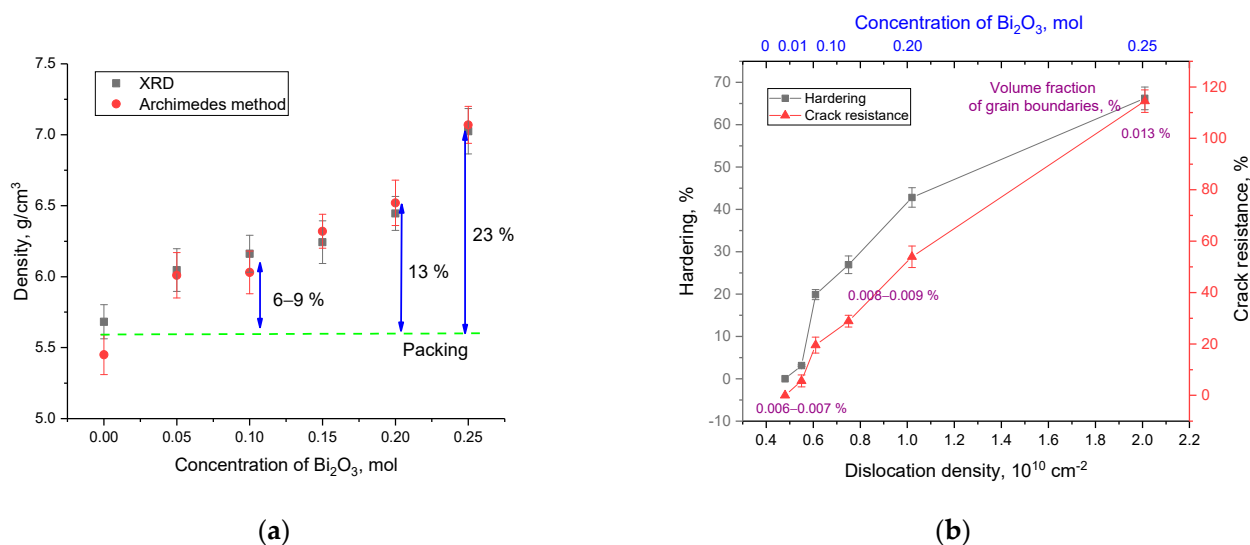 7.5
7.0
6.5
6.0
5.5
5.0
Density, g/cm³
XRD
Archimedes method
6–9 %
13 %
23 %
Packing
0.00 0.05 0.10 0.15 0.20 0.25
Concentration of Bi₂O₃, mol
(a)
Concentration of Bi₂O₃, mol
0 0.01 0.10 0.20 0.25
70
60
50
40
30
20
10
0
-10
Hardering, %
Hardering
Crack resistance
Volume fraction
of grain boundaries, %
0.013 %
0.008–0.009 %
0.006–0.007 %
120
100
80
60
40
20
0
Crack resistance, %
0.4 0.6 0.8 1.0 1.2 1.4 1.6 1.8 2.0 2.2
Dislocation density, 10¹⁰ cm⁻²
(b)